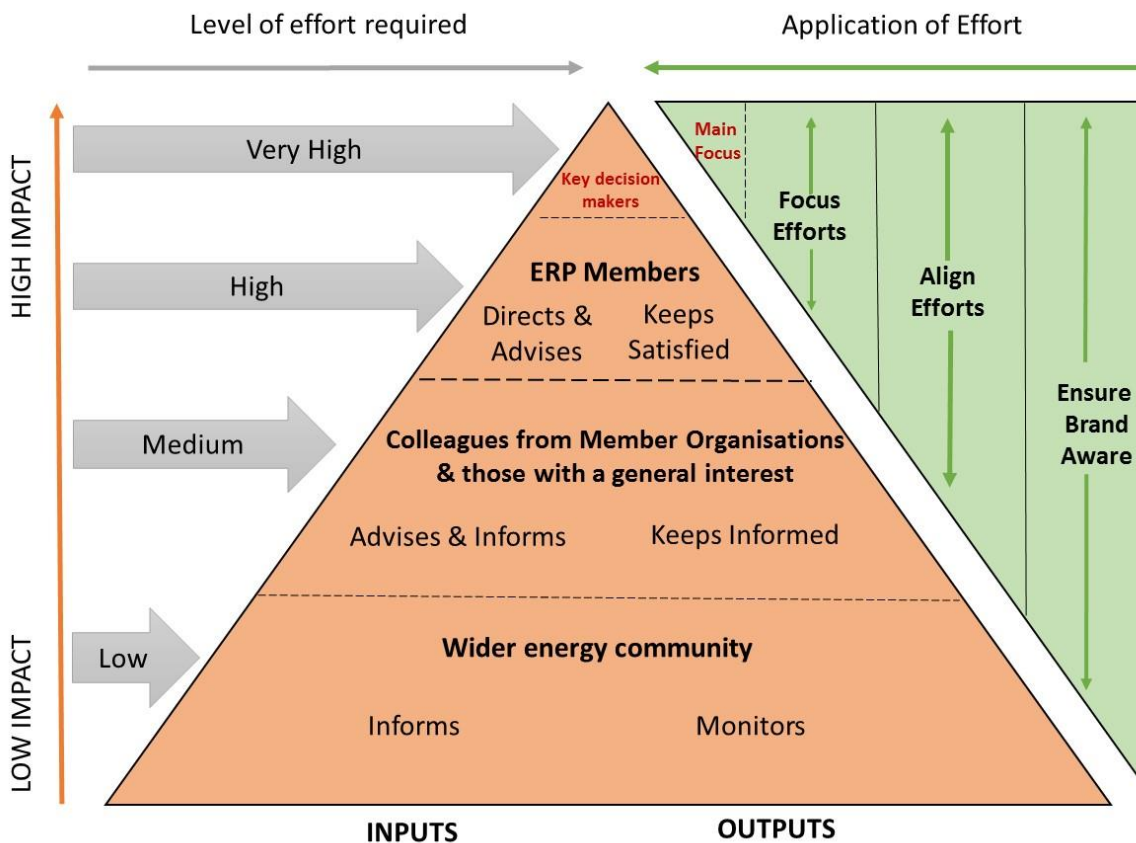 Level of effort required
Application of Effort
HIGH IMPACT
LOW IMPACT
Very High
High
Medium
Low
Key decision
makers
ERP Members
Directs &
Advises
Keeps
Satisfied
Colleagues from Member Organisations
& those with a general interest
Advises & Informs
Keeps Informed
Wider energy community
Informs
Monitors
INPUTS
OUTPUTS
Main
Focus
Focus
Efforts
Align
Efforts
Ensure
Brand
Aware